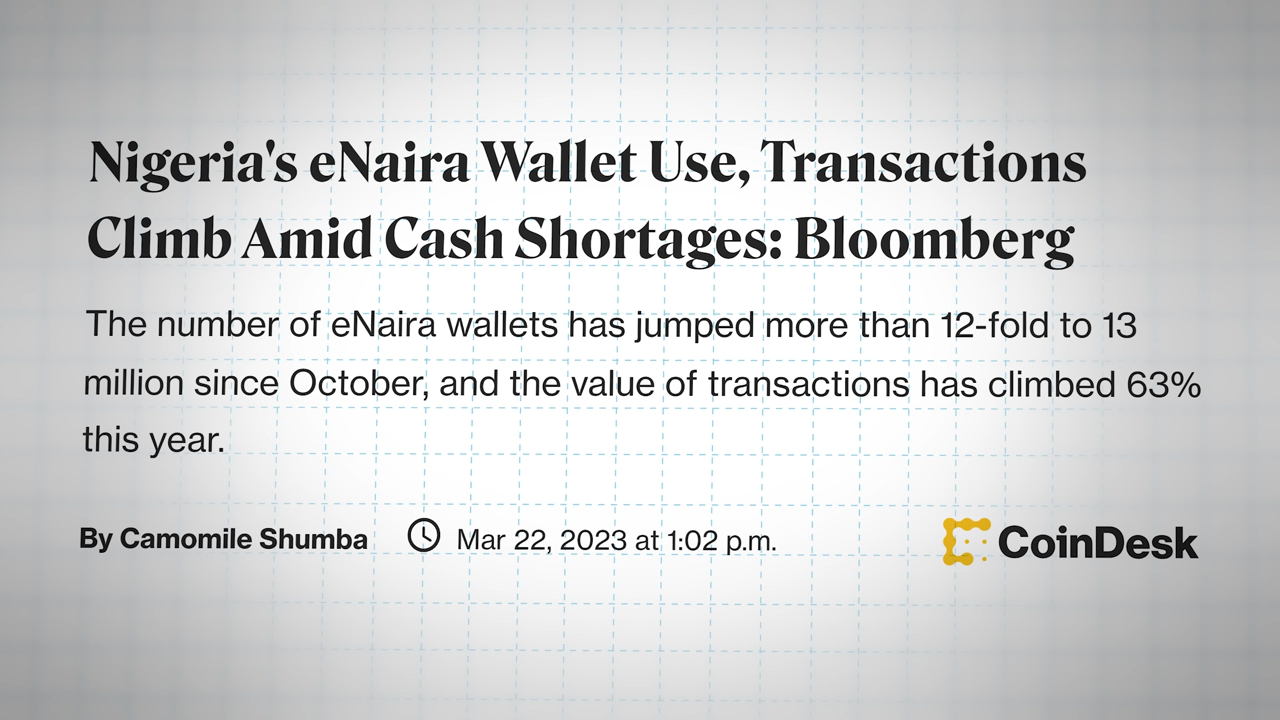 Nigeria's eNaira Wallet Use, Transactions
Climb Amid Cash Shortages: Bloomberg
The number of eNaira wallets has jumped more than 12-fold to 13
million since October, and the value of transactions has climbed 63%
this year.
By Camomile Shumba Mar 22, 2023 at 1:02 p.m. CoinDesk